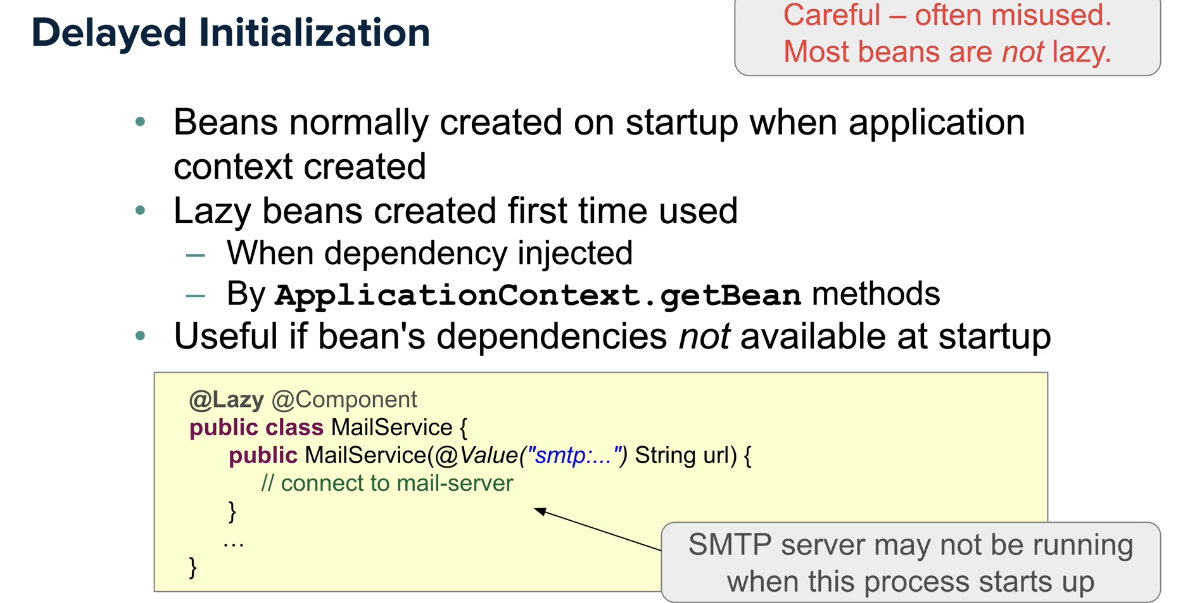 Delayed Initialization
Careful – often misused.
Most beans are not lazy.
• Beans normally created on startup when application
context created
• Lazy beans created first time used
– When dependency injected
– By ApplicationContext.getBean methods
• Useful if bean's dependencies not available at startup
@Lazy @Component
public class MailService {
public MailService(@Value("smtp:...") String url) {
// connect to mail-server
}
...
}
SMTP server may not be running
when this process starts up